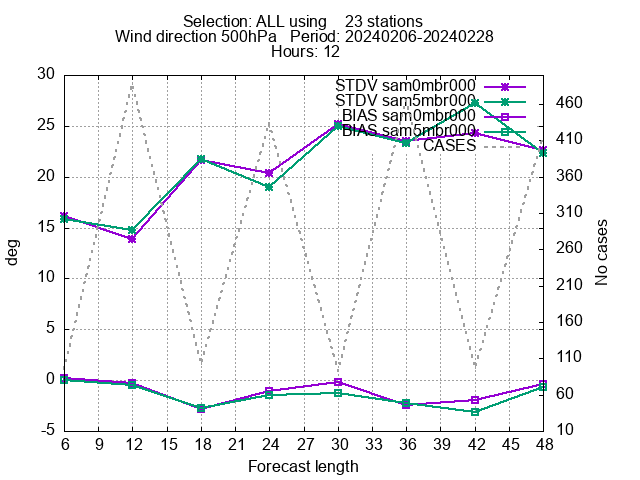 Selection: ALL using 23 stations
Wind direction 500hPa Period: 20240206-20240228
Hours: 12
STDV sam0mbr000
STDV sam5mbr000
BIAS sam0mbr000
BIAS sam5mbr000
CASES
30
25
20
15
10
5
0
-5
deg
460
410
360
310
260
210
160
110
60
10
No cases
6 9 12 15 18 21 24 27 30 33 36 39 42 45 48
Forecast length